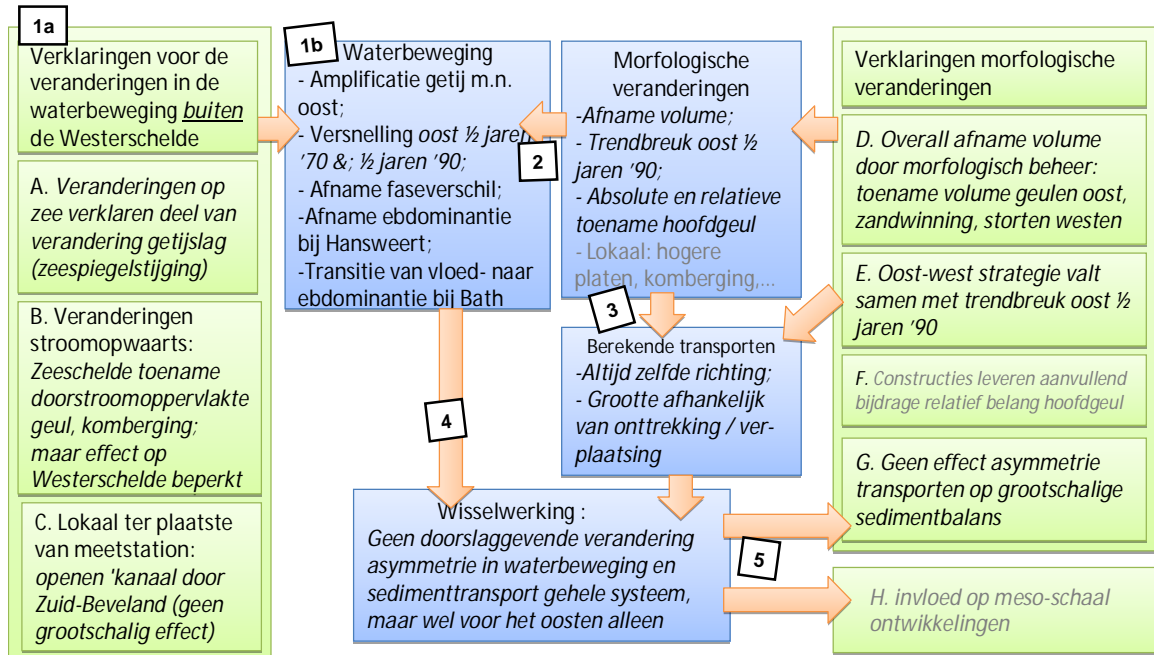 1a
Verklaringen voor de
veranderingen in de
waterbeweging buiten
de Westerschelde
A. Veranderingen op
zee verklaren deel van
verandering getijslag
(zeespiegelstijging)
B. Veranderingen
stroomopwaarts:
Zeeschelde toename
doorstroomoppervlakte
geul, komberging;
maar effect op
Westerschelde beperkt
C. Lokaal ter plaatste
van meetstation:
openen 'kanaal door
Zuid-Beveland (geen
grootschalig effect)
1b
Waterbeweging
- Amplificatie getij m.n.
oost;
- Versnelling oost ½ jaren
’70 &; ½ jaren ’90;
- Afname faseverschil;
-Afname ebdominantie
bij Hansweert;
-Transitie van vloed- naar
ebdominantie bij Bath
2
Morfologische
veranderingen
-Afname volume;
- Trendbreuk oost ½
jaren ’90;
- Absolute en relatieve
toename hoofdgeul
- Lokaal: hogere
platen, komberging,...
3
Berekende transporten
-Altijd zelfde richting;
- Grootte afhankelijk
van onttrekking / ver-
plaatsing
4
Wisselwerking :
Geen doorslaggevende verandering
asymmetrie in waterbeweging en
sedimenttransport gehele systeem,
maar wel voor het oosten alleen
5
Verklaringen morfologische
veranderingen
D. Overall afname volume
door morfologisch beheer:
toename volume geulen oost,
zandwinning, storten westen
E. Oost-west strategie valt
samen met trendbreuk oost ½
jaren ’90
F. Constructies leveren aanvullend
bijdrage relatief belang hoofdgeul
G. Geen effect asymmetrie
transporten op grootschalige
sedimentbalans
H. invloed op meso-schaal
ontwikkelingen